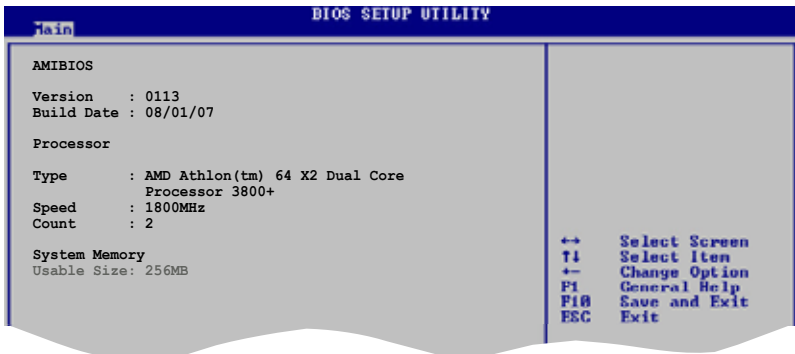 BIOS SETUP UTILITY
Main
AMIBIOS
Version : 0113
Build Date : 08/01/07
Processor
Type : AMD Athlon(tm) 64 X2 Dual Core
Processor 3800+
Speed : 1800MHz
Count : 2
System Memory
Usable Size: 256MB
←→ Select Screen
↑↓ Select Item
+- Change Option
F1 General Help
F10 Save and Exit
ESC Exit